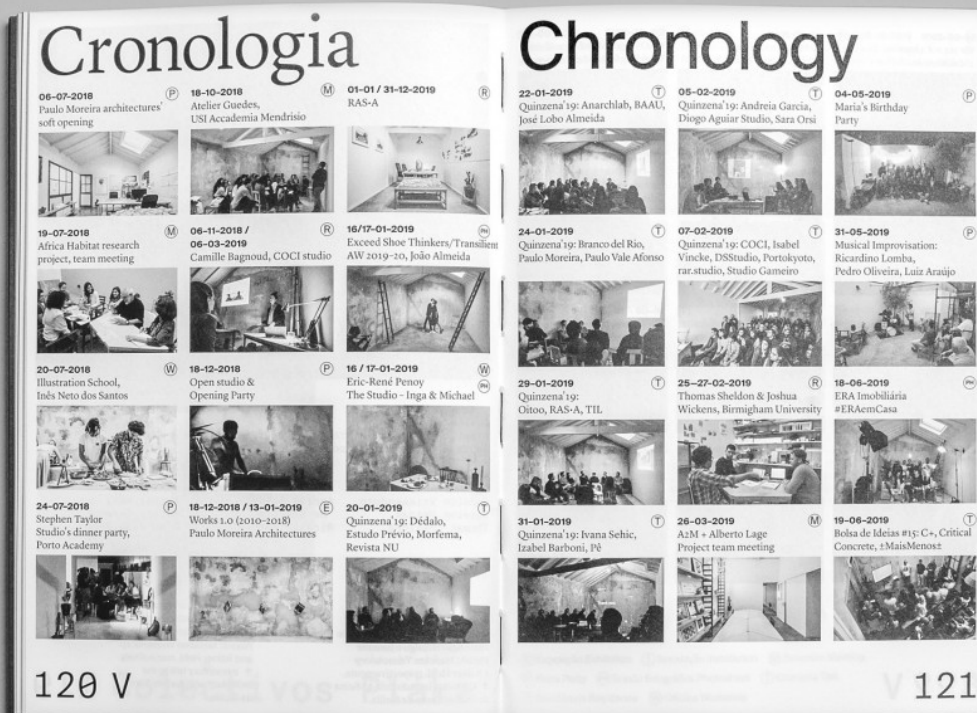 Cronologia
06-07-2018 P
Paulo Moreira architectures'
soft opening
18-10-2018 M
Atelier Guedes,
USI Accademia Mendrisio
01-01 / 31-12-2019 R
RAS-A
19-07-2018 M
Africa Habitat research
project, team meeting
06-11-2018 / R
06-03-2019
Camille Bagnoud, COCI studio
16/17-01-2019
Exceed Shoe Thinkers/Transilien
AW 2019-20, João Almeida
20-07-2018 W
Illustration School,
Inês Neto dos Santos
18-12-2018 P
Open studio &
Opening Party
16 / 17-01-2019 W
Eric-René Penoy PH
The Studio – Inga & Michael
24-07-2018 P
Stephen Taylor
Studio's dinner party,
Porto Academy
18-12-2018 / 13-01-2019 E
Works 1.0 (2010-2018)
Paulo Moreira Architectures
20-01-2019 T
Quinzena'19: Dédalo,
Estudo Prévio, Morfema,
Revista NU
120 V
Chronology
22-01-2019 T
Quinzena'19: Anarchlab, BAAU,
José Lobo Almeida
05-02-2019 T
Quinzena'19: Andreia Garcia,
Diogo Aguiar Studio, Sara Orsi
04-05-2019 P
Maria's Birthday
Party
24-01-2019 T
Quinzena'19: Branco del Rio,
Paulo Moreira, Paulo Vale Afonso
07-02-2019 T
Quinzena'19: COCI, Isabel
Vincke, DSStudio, Portokyoto,
rar.studio, Studio Gameiro
31-05-2019 P
Musical Improvisation:
Ricardino Lomba,
Pedro Oliveira, Luiz Araújo
29-01-2019 T
Quinzena'19:
Oitoo, RAS-A, TIL
25–27-02-2019 R
Thomas Sheldon & Joshua
Wickens, Birmigham University
18-06-2019
ERA Imobiliária
#ERAemCasa
31-01-2019 T
Quinzena'19: Ivana Sehic,
Izabel Barboni, Pê
26-03-2019 M
A2M + Alberto Lage
Project team meeting
19-06-2019 T
Bolsa de Ideias #15: C+, Critical
Concrete, ±MaisMenos±
121